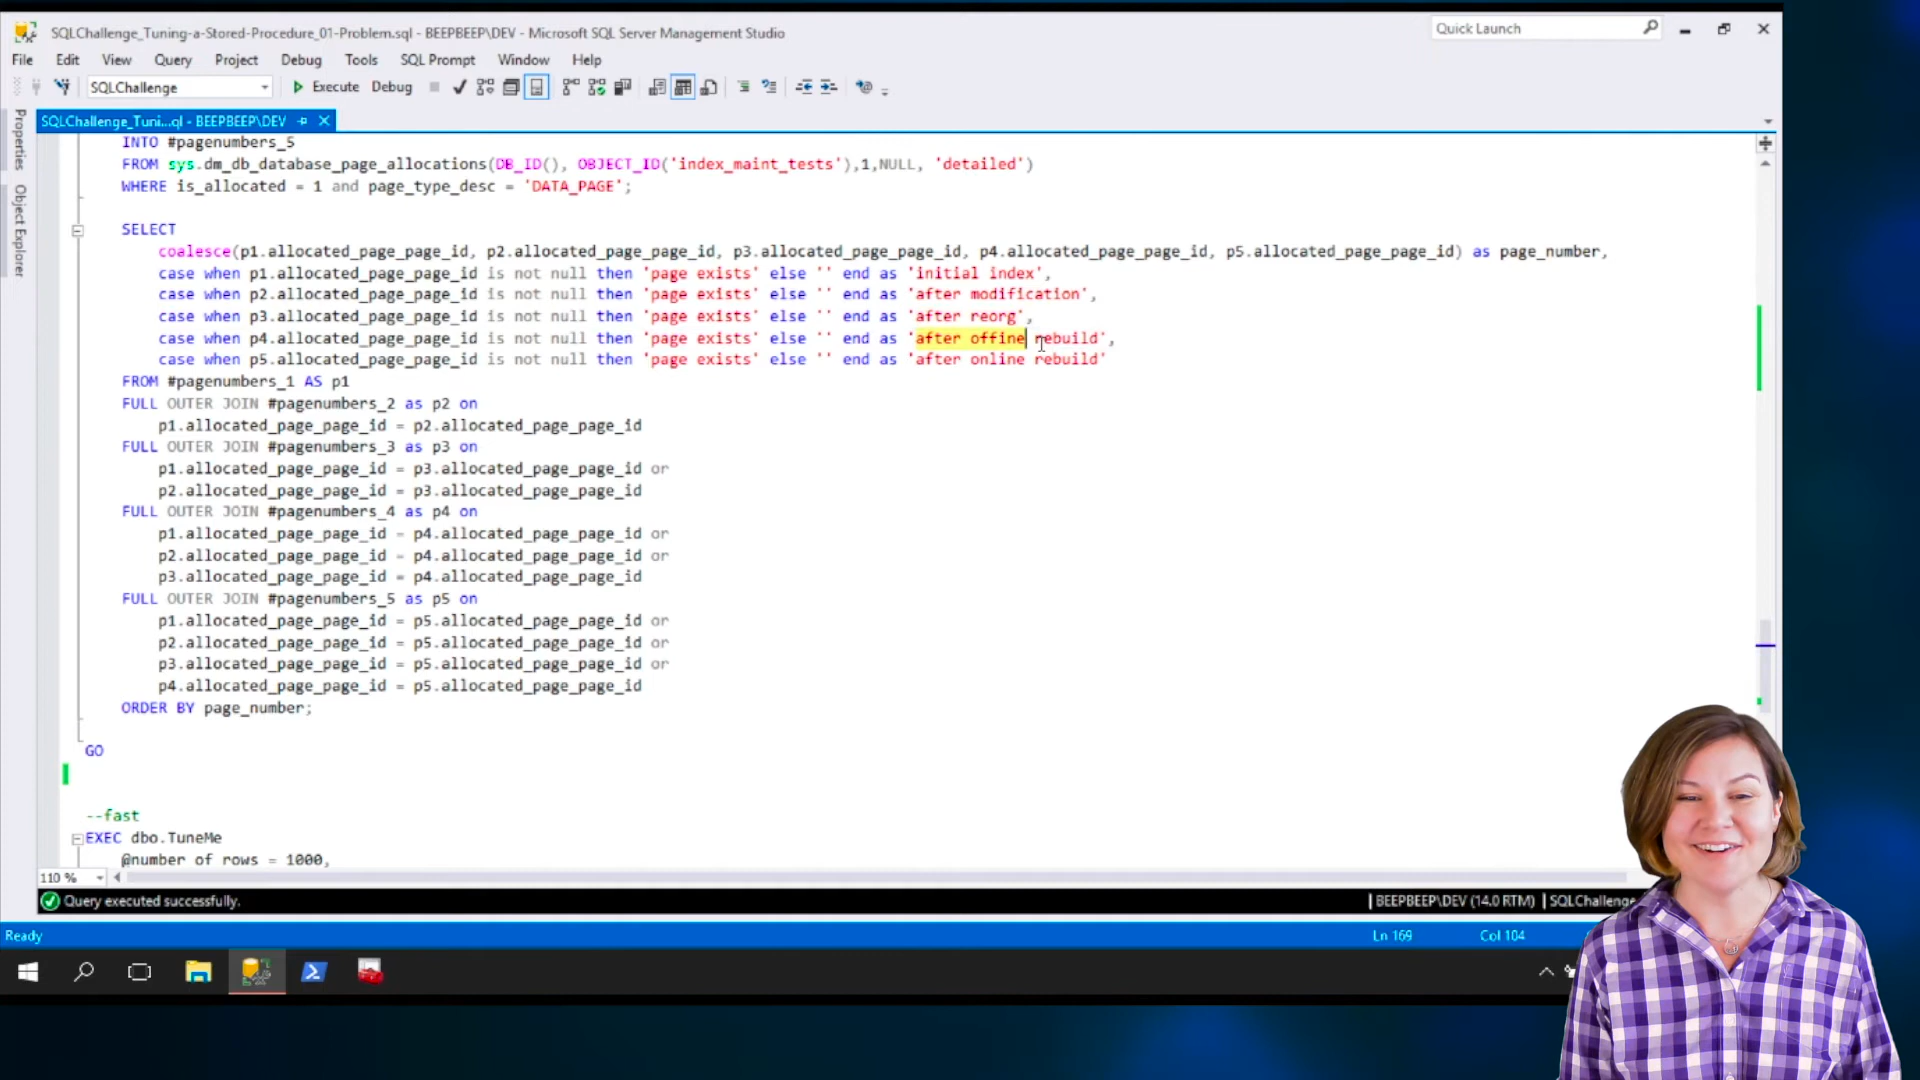 SQLChallenge_Tuning-a-Stored-Procedure_01-Problem.sql - BEEPBEEP\DEV - Microsoft SQL Server Management Studio
Quick Launch
File Edit View Query Project Debug Tools SQL Prompt Window Help
SQLChallenge Execute Debug
SQLChallenge_Tuni...ql - BEEPBEEP\DEV
Properties
Object Explorer
INTO #pagenumbers_5
FROM sys.dm_db_database_page_allocations(DB_ID(), OBJECT_ID('index_maint_tests'),1,NULL, 'detailed')
WHERE is_allocated = 1 and page_type_desc = 'DATA_PAGE';
SELECT
coalesce(p1.allocated_page_page_id, p2.allocated_page_page_id, p3.allocated_page_page_id, p4.allocated_page_page_id, p5.allocated_page_page_id) as page_number,
case when p1.allocated_page_page_id is not null then 'page exists' else '' end as 'initial index',
case when p2.allocated_page_page_id is not null then 'page exists' else '' end as 'after modification',
case when p3.allocated_page_page_id is not null then 'page exists' else '' end as 'after reorg',
case when p4.allocated_page_page_id is not null then 'page exists' else '' end as 'after offine rebuild',
case when p5.allocated_page_page_id is not null then 'page exists' else '' end as 'after online rebuild'
FROM #pagenumbers_1 AS p1
FULL OUTER JOIN #pagenumbers_2 as p2 on
p1.allocated_page_page_id = p2.allocated_page_page_id
FULL OUTER JOIN #pagenumbers_3 as p3 on
p1.allocated_page_page_id = p3.allocated_page_page_id or
p2.allocated_page_page_id = p3.allocated_page_page_id
FULL OUTER JOIN #pagenumbers_4 as p4 on
p1.allocated_page_page_id = p4.allocated_page_page_id or
p2.allocated_page_page_id = p4.allocated_page_page_id or
p3.allocated_page_page_id = p4.allocated_page_page_id
FULL OUTER JOIN #pagenumbers_5 as p5 on
p1.allocated_page_page_id = p5.allocated_page_page_id or
p2.allocated_page_page_id = p5.allocated_page_page_id or
p3.allocated_page_page_id = p5.allocated_page_page_id or
p4.allocated_page_page_id = p5.allocated_page_page_id
ORDER BY page_number;
GO
--fast
EXEC dbo.TuneMe
@number of rows = 1000,
110 %
Query executed successfully. BEEPBEEP\DEV (14.0 RTM) SQLChallenge
Ready Ln 169 Col 104